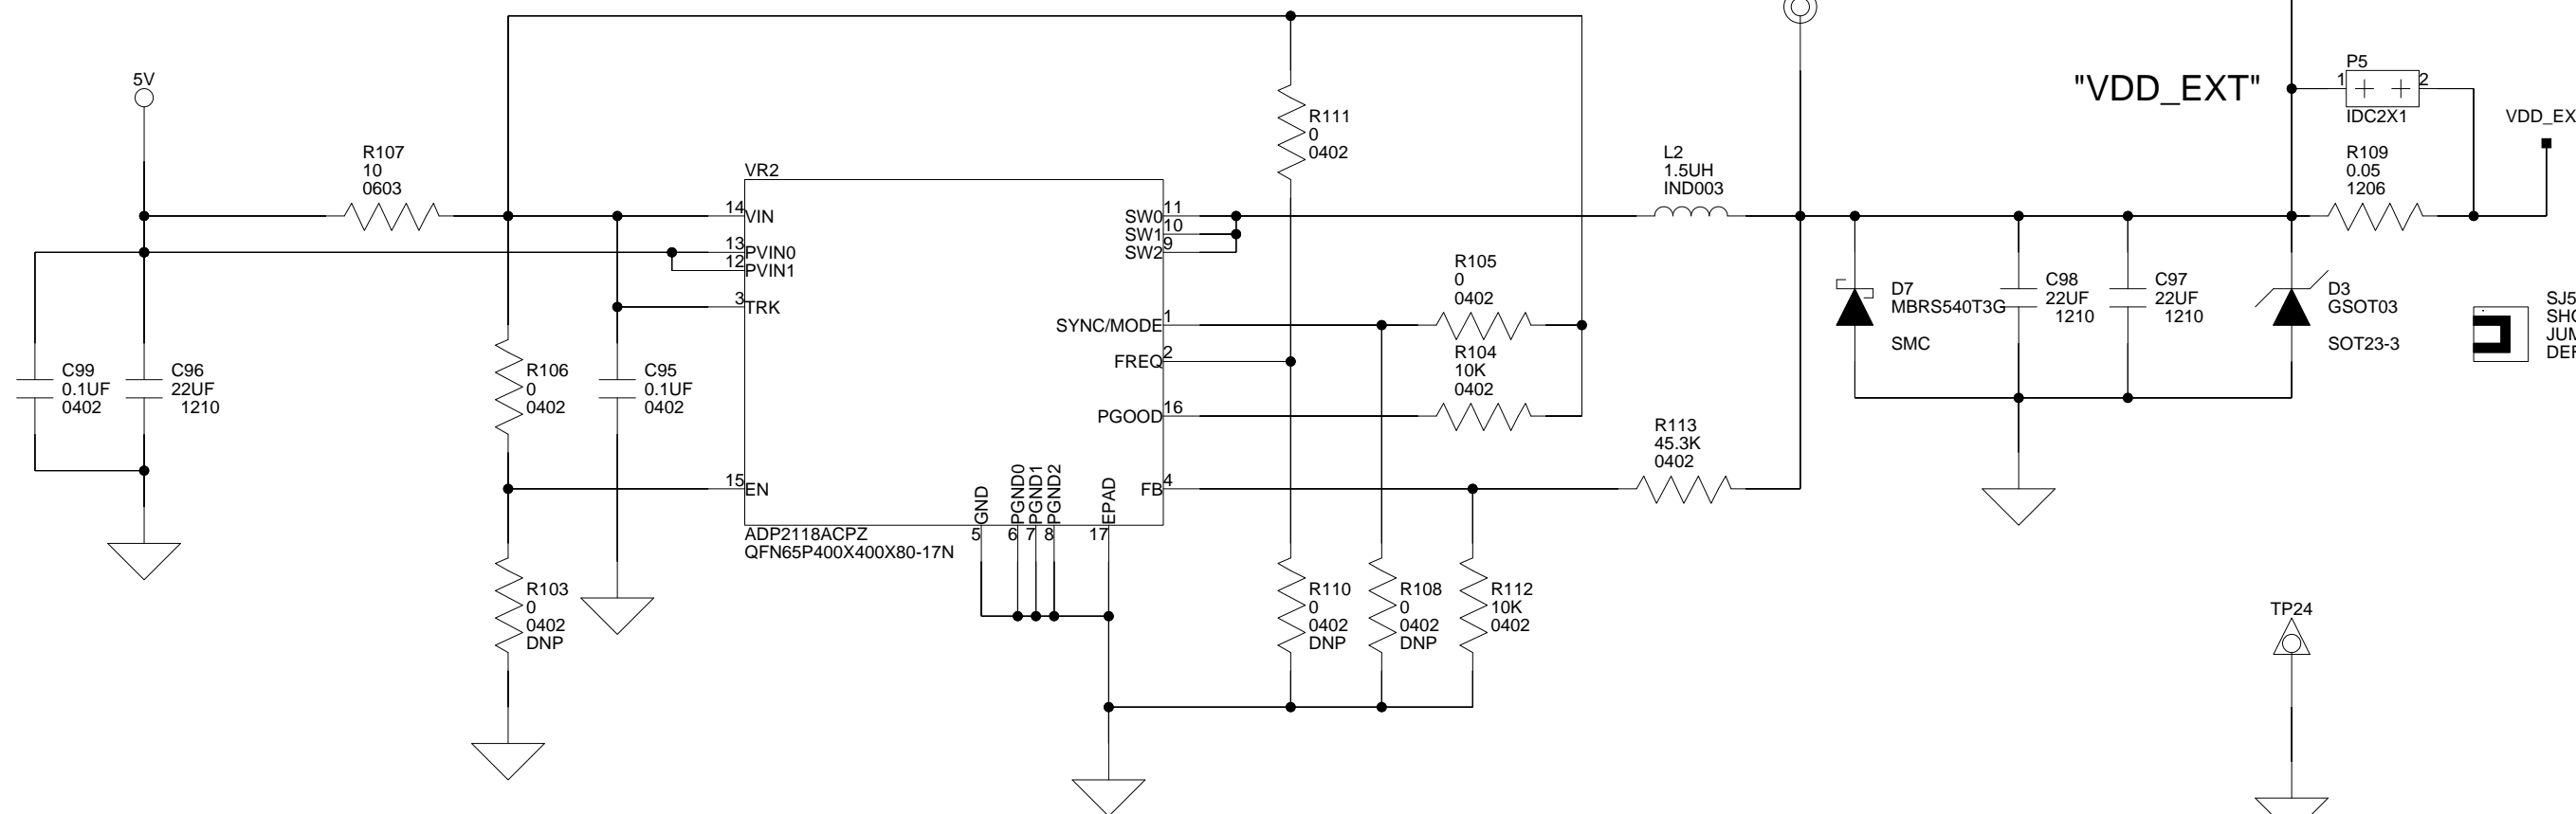 5V
R107
10
0603
C99
0.1UF
0402
C96
22UF
1210
R106
0
0402
C95
0.1UF
0402
R103
0
0402
DNP
VR2
14
VIN
13
PVIN0
12
PVIN1
3
TRK
15
EN
SW0
11
SW1
10
SW2
9
SYNC/MODE
1
FREQ
2
PGOOD
16
FB
4
GND
PGND0
PGND1
PGND2
EPAD
5
6
7
8
17
ADP2118ACPZ
QFN65P400X400X80-17N
R111
0
0402
R105
0
0402
R104
10K
0402
R110
0
0402
DNP
R108
0
0402
DNP
R112
10K
0402
L2
1.5UH
IND003
R113
45.3K
0402
D7
MBRS540T3G
SMC
C98
22UF
1210
C97
22UF
1210
"VDD_EXT"
P5
1
2
IDC2X1
R109
0.05
1206
VDD_EX
D3
GSOT03
SOT23-3
SJ5
TP24